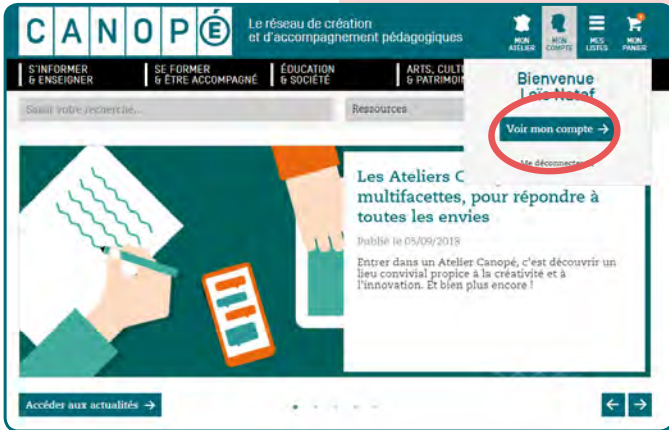 CANOPÉ
Le réseau de création
et d'accompagnement pédagogiques
MON
ATELIER
MON
COMPTE
MES
LISTES
MON
PANIER
S'INFORMER
& ENSEIGNER
SE FORMER
& ÊTRE ACCOMPAGNÉ
ÉDUCATION
& SOCIÉTÉ
ARTS, CULT
& PATRIMOI
Bienvenue
Loïs
Saisir votre recherche...
Ressources
Voir mon compte →
Me déconnecter
Les Ateliers C
multifacettes, pour répondre à
toutes les envies
Publié le 05/09/2018
Entrer dans un Atelier Canopé, c'est découvrir un
lieu convivial propice à la créativité et à
l'innovation. Et bien plus encore !
Accéder aux actualités →
← →